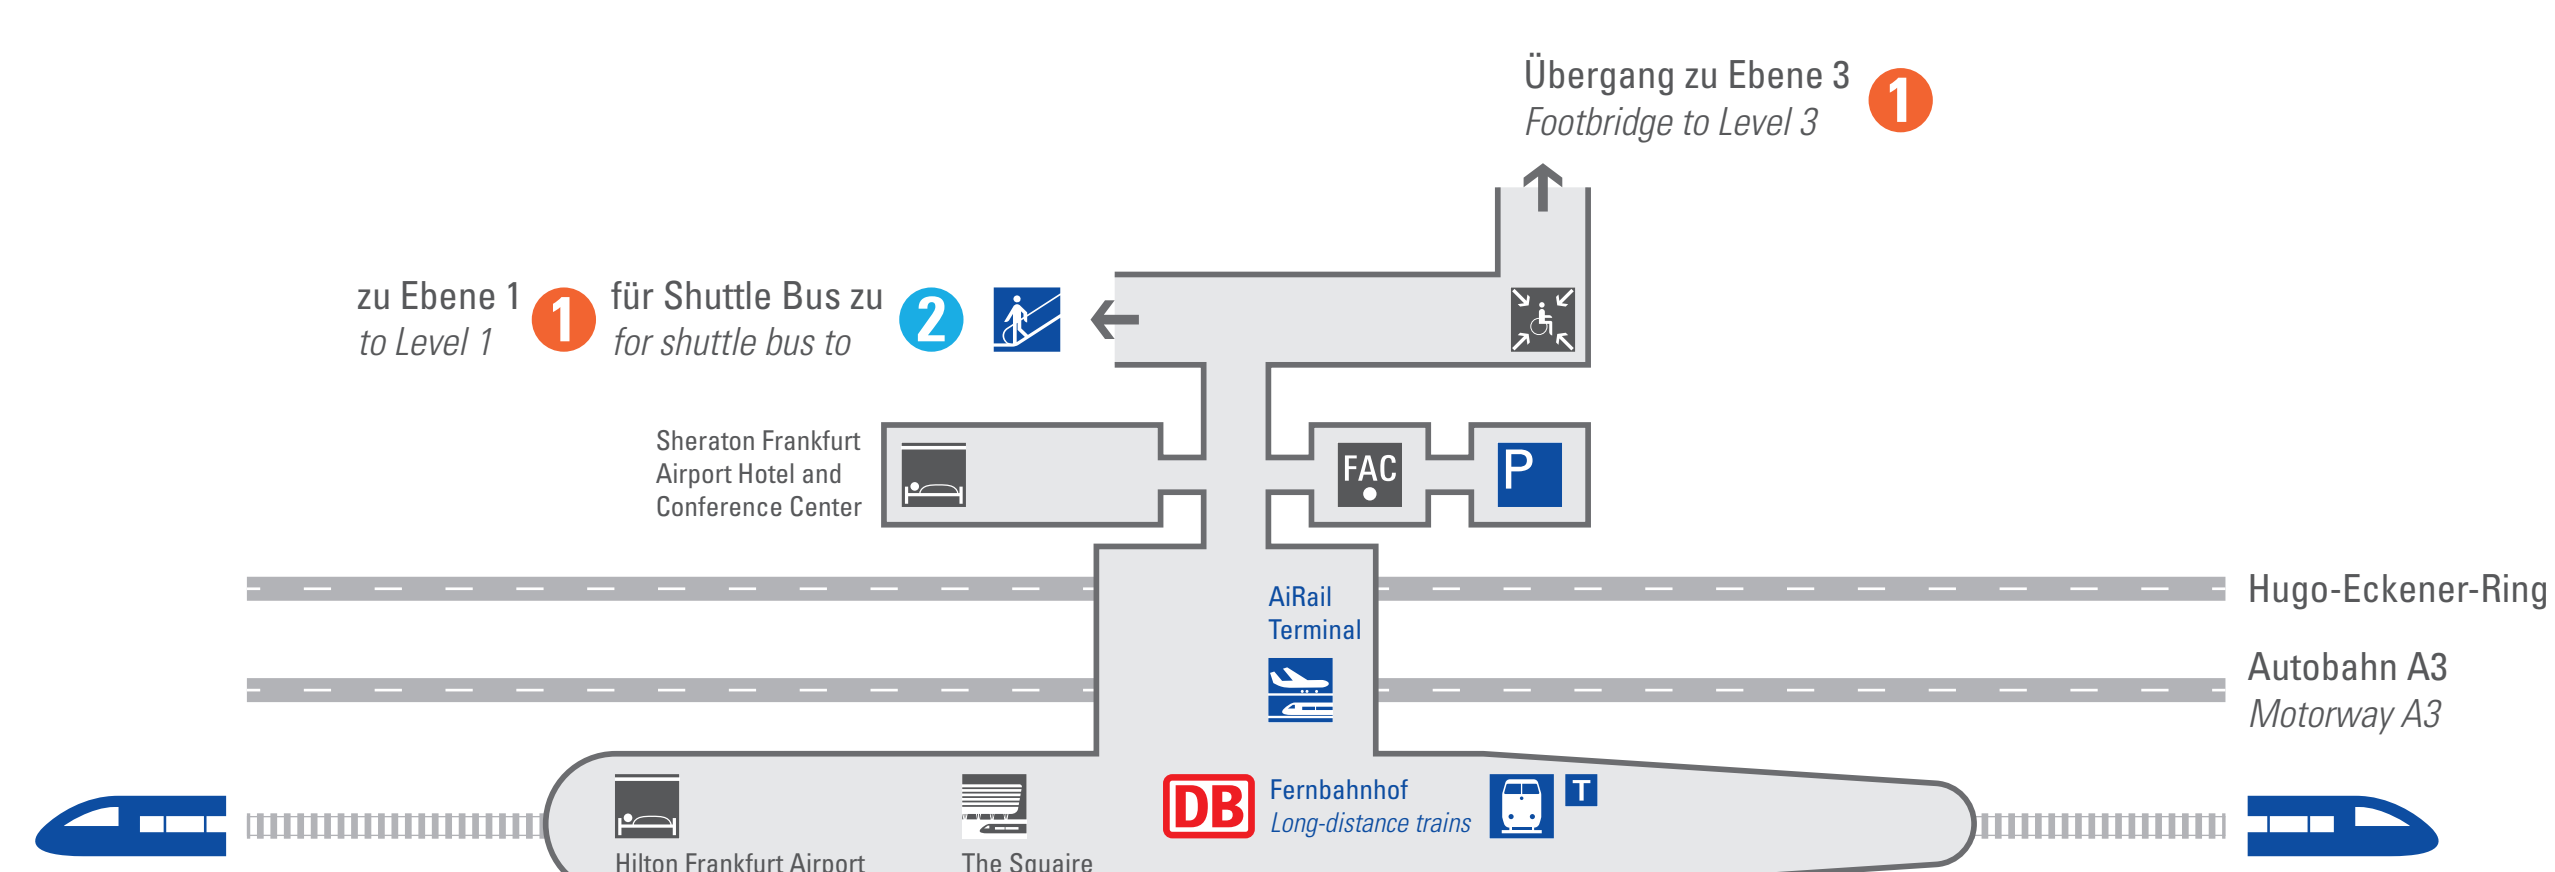 Übergang zu Ebene 3
Footbridge to Level 3
1
zu Ebene 1
to Level 1
1
für Shuttle Bus zu
for shuttle bus to
2
Sheraton Frankfurt
Airport Hotel and
Conference Center
FAC
P
AiRail
Terminal
Hugo-Eckener-Ring
Autobahn A3
Motorway A3
DB
Fernbahnhof
Long-distance trains
T
Hilton Frankfurt Airport
The Squaire